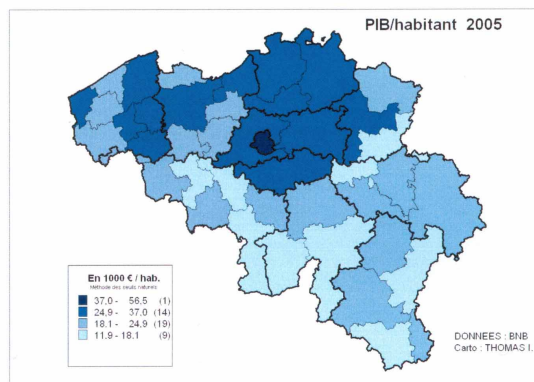 PIB/habitant 2005
En 1000 € / hab.
Méthode des seuils naturels
37,0 - 56,5 (1)
24,9 - 37,0 (14)
18.1 - 24,9 (19)
11.9 - 18.1 (9)
DONNEES : BNB
Carto : THOMAS I.